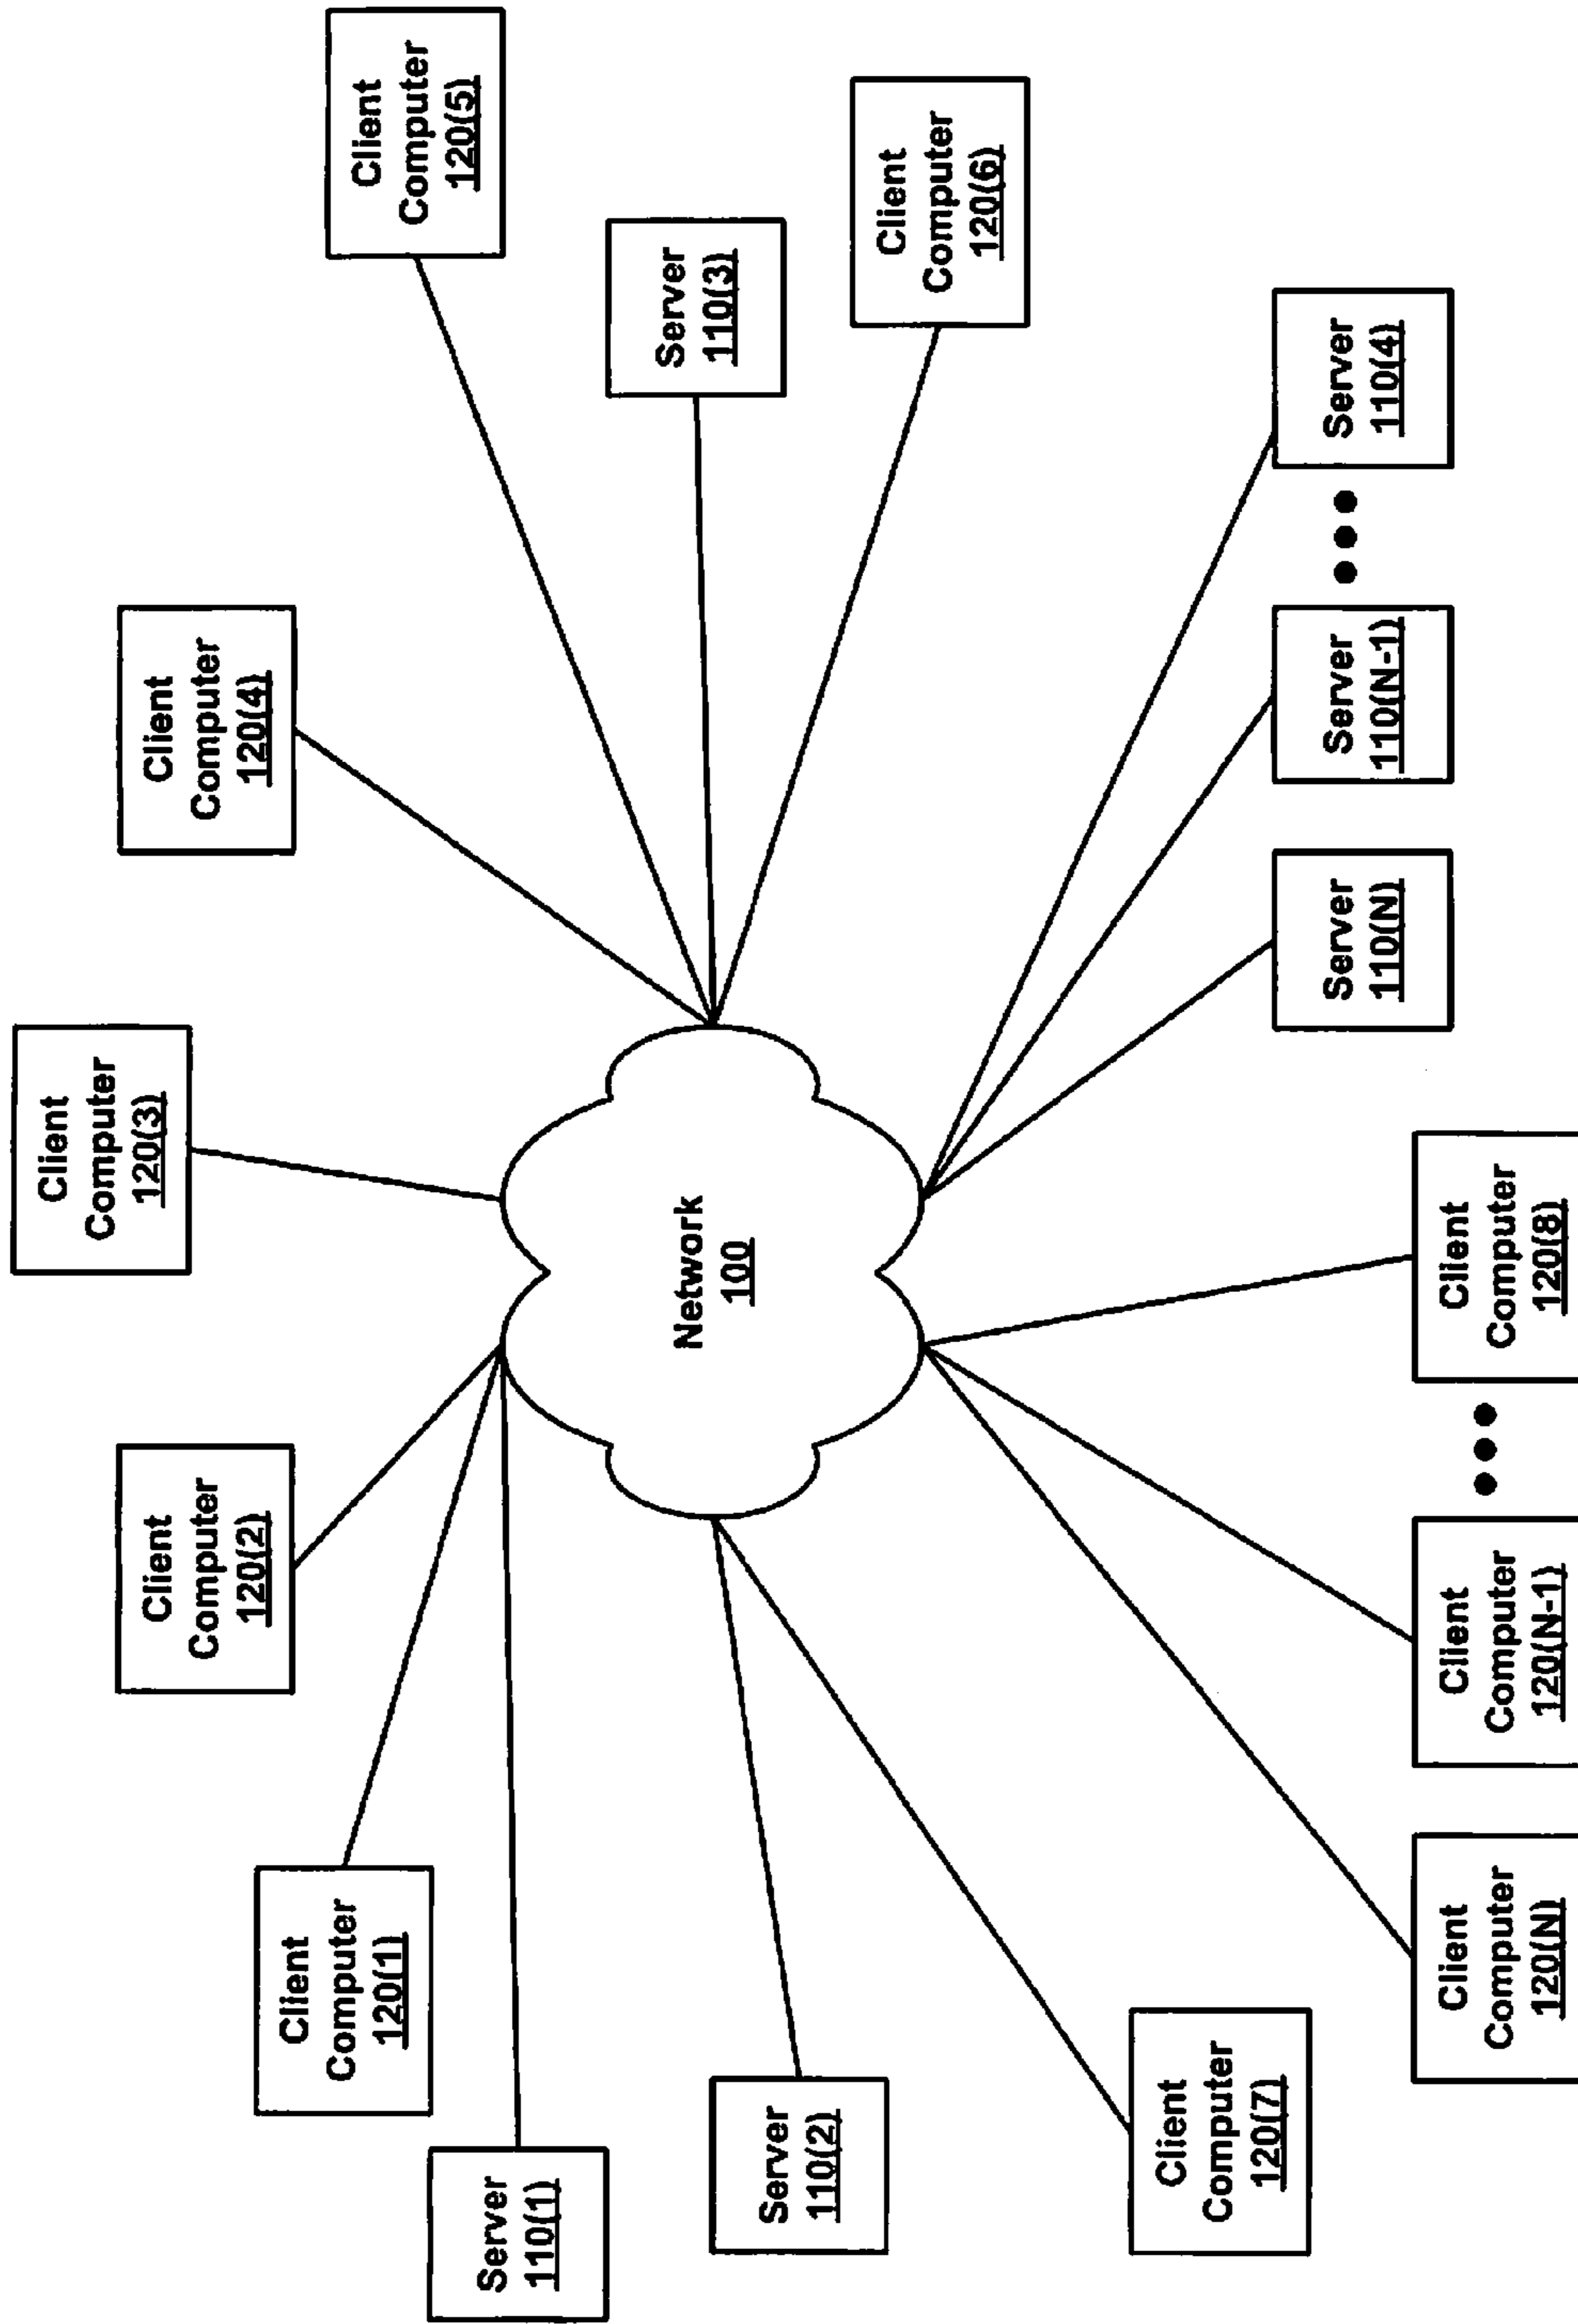 Client
Computer
120(3)
Client
Computer
120(2)
Client
Computer
120(4)
Client
Computer
120(1)
Client
Computer
120(5)
Server
110(1)
Network
100
Server
110(3)
Server
110(2)
Client
Computer
120(6)
Client
Computer
120(7)
Server
110(N)
Server
110(N-1)
Server
110(4)
Client
Computer
120(N)
Client
Computer
120(N-1)
Client
Computer
120(8)